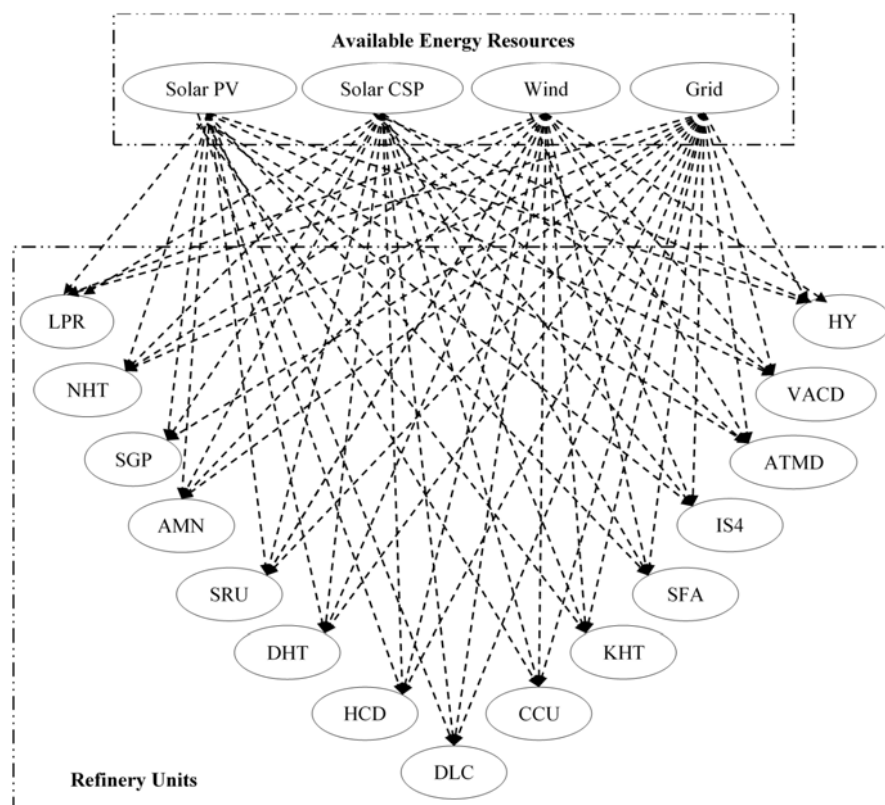 Available Energy Resources
Solar PV
Solar CSP
Wind
Grid
LPR
HY
NHT
VACD
SGP
ATMD
AMN
IS4
SRU
SFA
DHT
KHT
HCD
CCU
DLC
Refinery Units